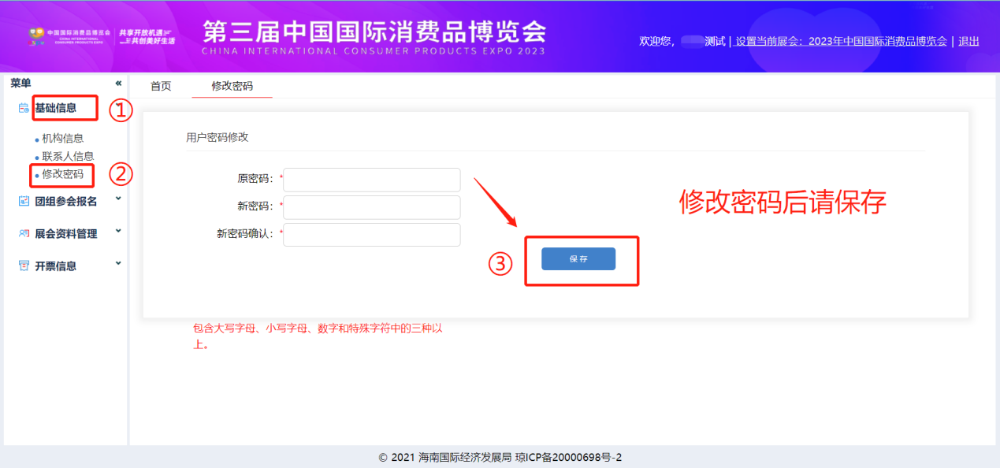 中国国际消费品博览会
CHINA INTERNATIONAL
CONSUMER PRODUCTS EXPO
共享开放机遇
共创美好生活
第三届中国国际消费品博览会
CHINA INTERNATIONAL CONSUMER PRODUCTS EXPO 2023
欢迎您, 测试 | 设置当前展会：2023年中国国际消费品博览会 | 退出
菜单 «
首页 修改密码
基础信息 ①
机构信息
联系人信息
修改密码 ②
团组参会报名
展会资料管理
开票信息
用户密码修改
原密码：*
新密码：*
新密码确认：*
修改密码后请保存
③ 保存
包含大写字母、小写字母、数字和特殊字符中的三种以
上。
© 2021 海南国际经济发展局 琼ICP备20000698号-2